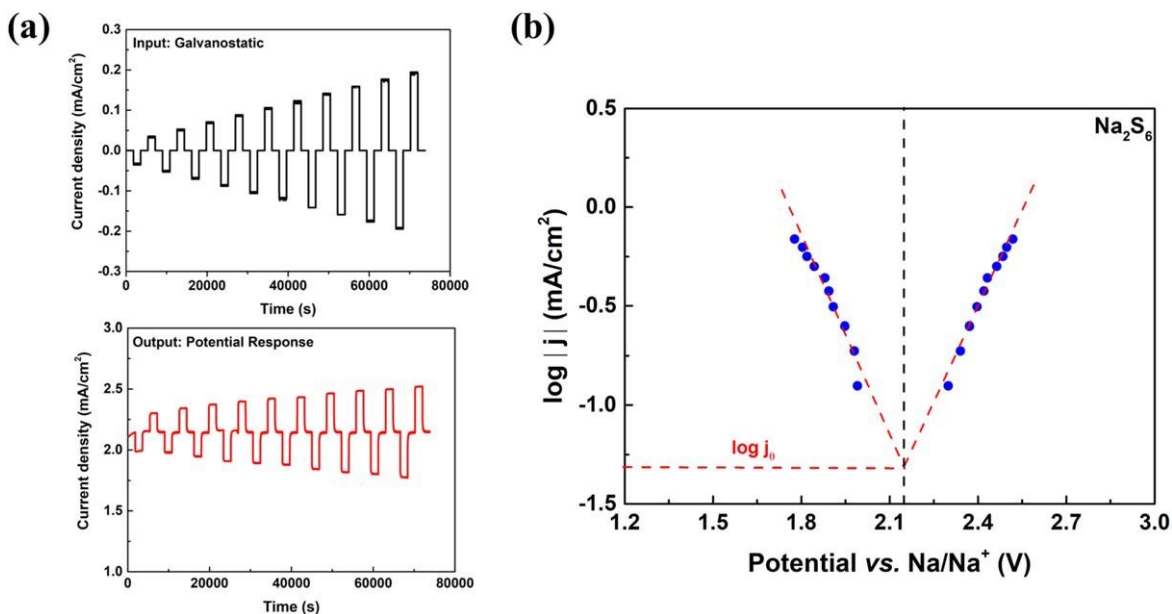 (a)
Input: Galvanostatic
Current density (mA/cm²)
0.3
0.2
0.1
0.0
-0.1
-0.2
-0.3
0 20000 40000 60000 80000
Time (s)
Output: Potential Response
Current density (mA/cm²)
3.0
2.5
2.0
1.5
1.0
0 20000 40000 60000 80000
Time (s)
(b)
Na₂S₆
log | j | (mA/cm²)
0.5
0.0
-0.5
-1.0
-1.5
log j₀
1.2 1.5 1.8 2.1 2.4 2.7 3.0
Potential vs. Na/Na⁺ (V)